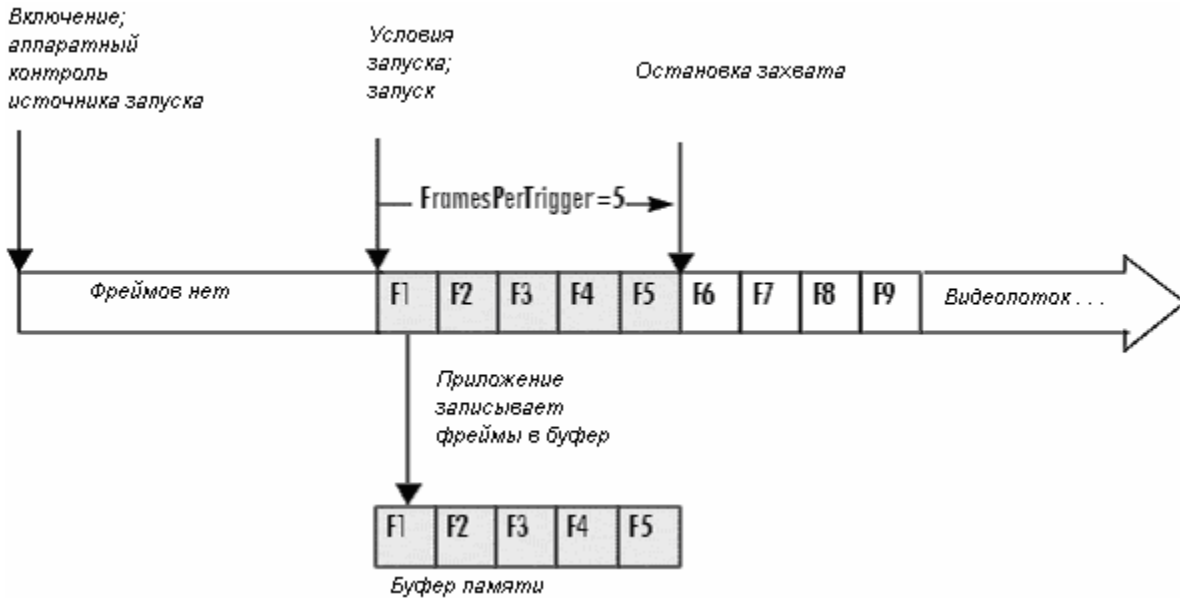 Включение;
аппаратный
контроль
источника запуска
Условия
запуска;
запуск
Остановка захвата
FramesPerTrigger=5
Фреймов нет
F1 F2 F3 F4 F5 F6 F7 F8 F9
Видеопоток . . .
Приложение
записывает
фреймы в буфер
F1 F2 F3 F4 F5
Буфер памяти